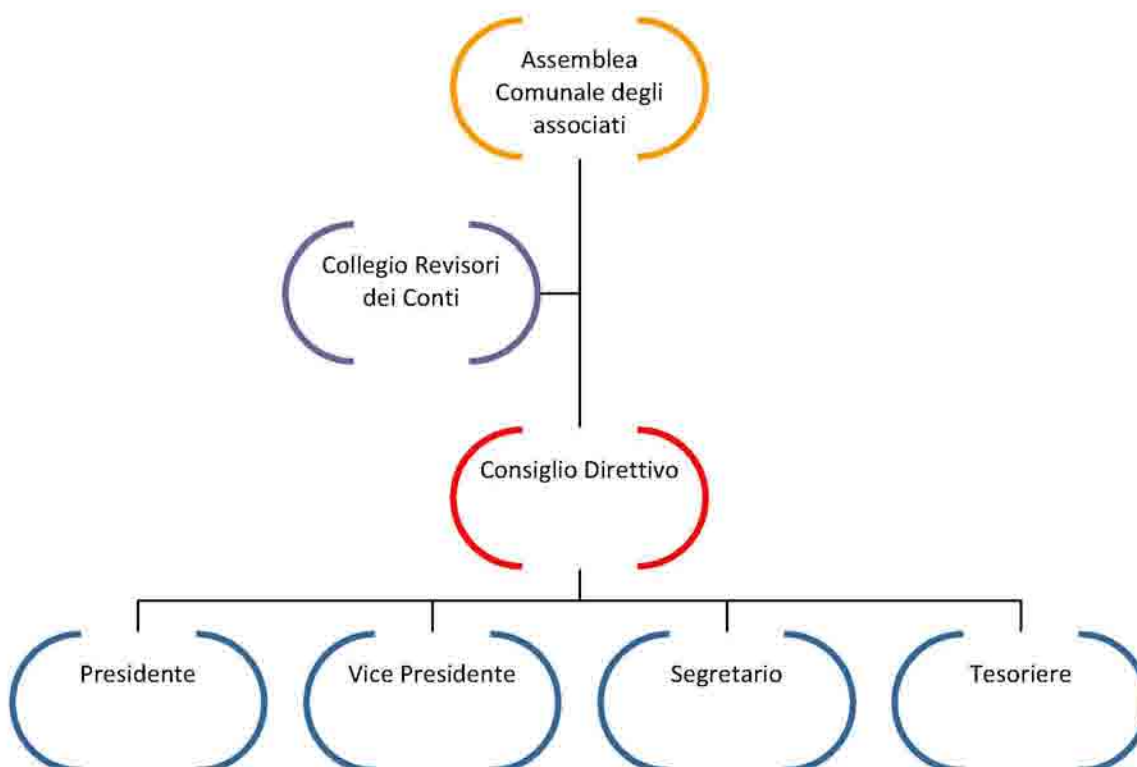 Assemblea
Comunale degli
associati
Collegio Revisori
dei Conti
Consiglio Direttivo
Presidente
Vice Presidente
Segretario
Tesoriere